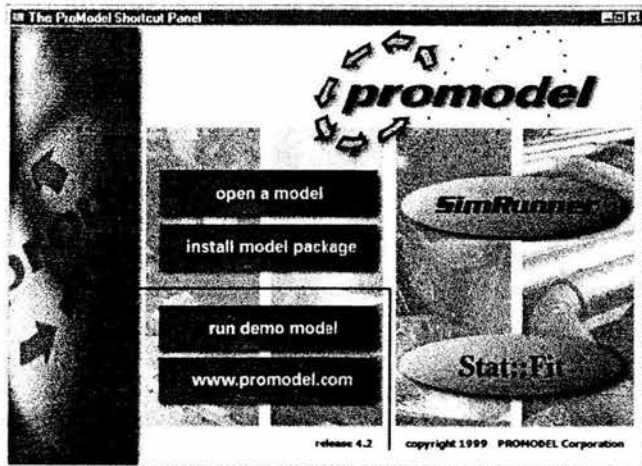 The ProModel Shortcut Panel
promodel
open a model
SimRunner
install model package
run demo model
Stat::Fit
www.promodel.com
release 4.2 copyright 1999 PROMODEL Corporation